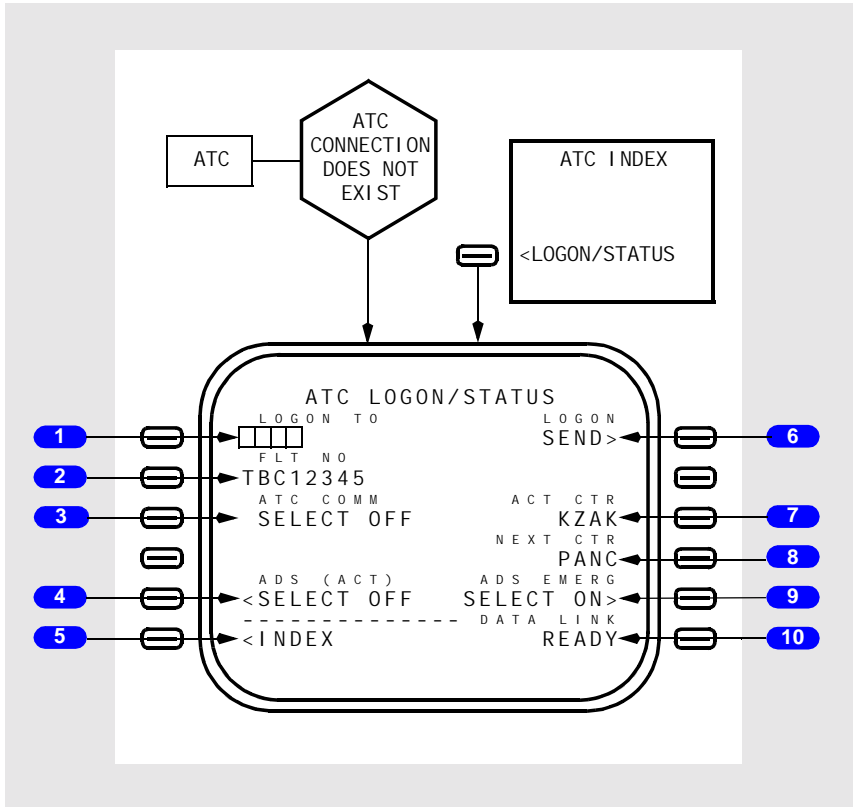 ATC
CONNECTION
DOES NOT
EXIST
ATC
ATC INDEX
<LOGON/STATUS
ATC LOGON/STATUS
LOGON TO LOGON
1 SEND> 6
FLT NO
2 TBC12345
ATC COMM ACT CTR
3 SELECT OFF KZAK 7
NEXT CTR
PANC 8
ADS (ACT) ADS EMERG
4 <SELECT OFF SELECT ON> 9
-------------- DATA LINK
5 <INDEX READY 10